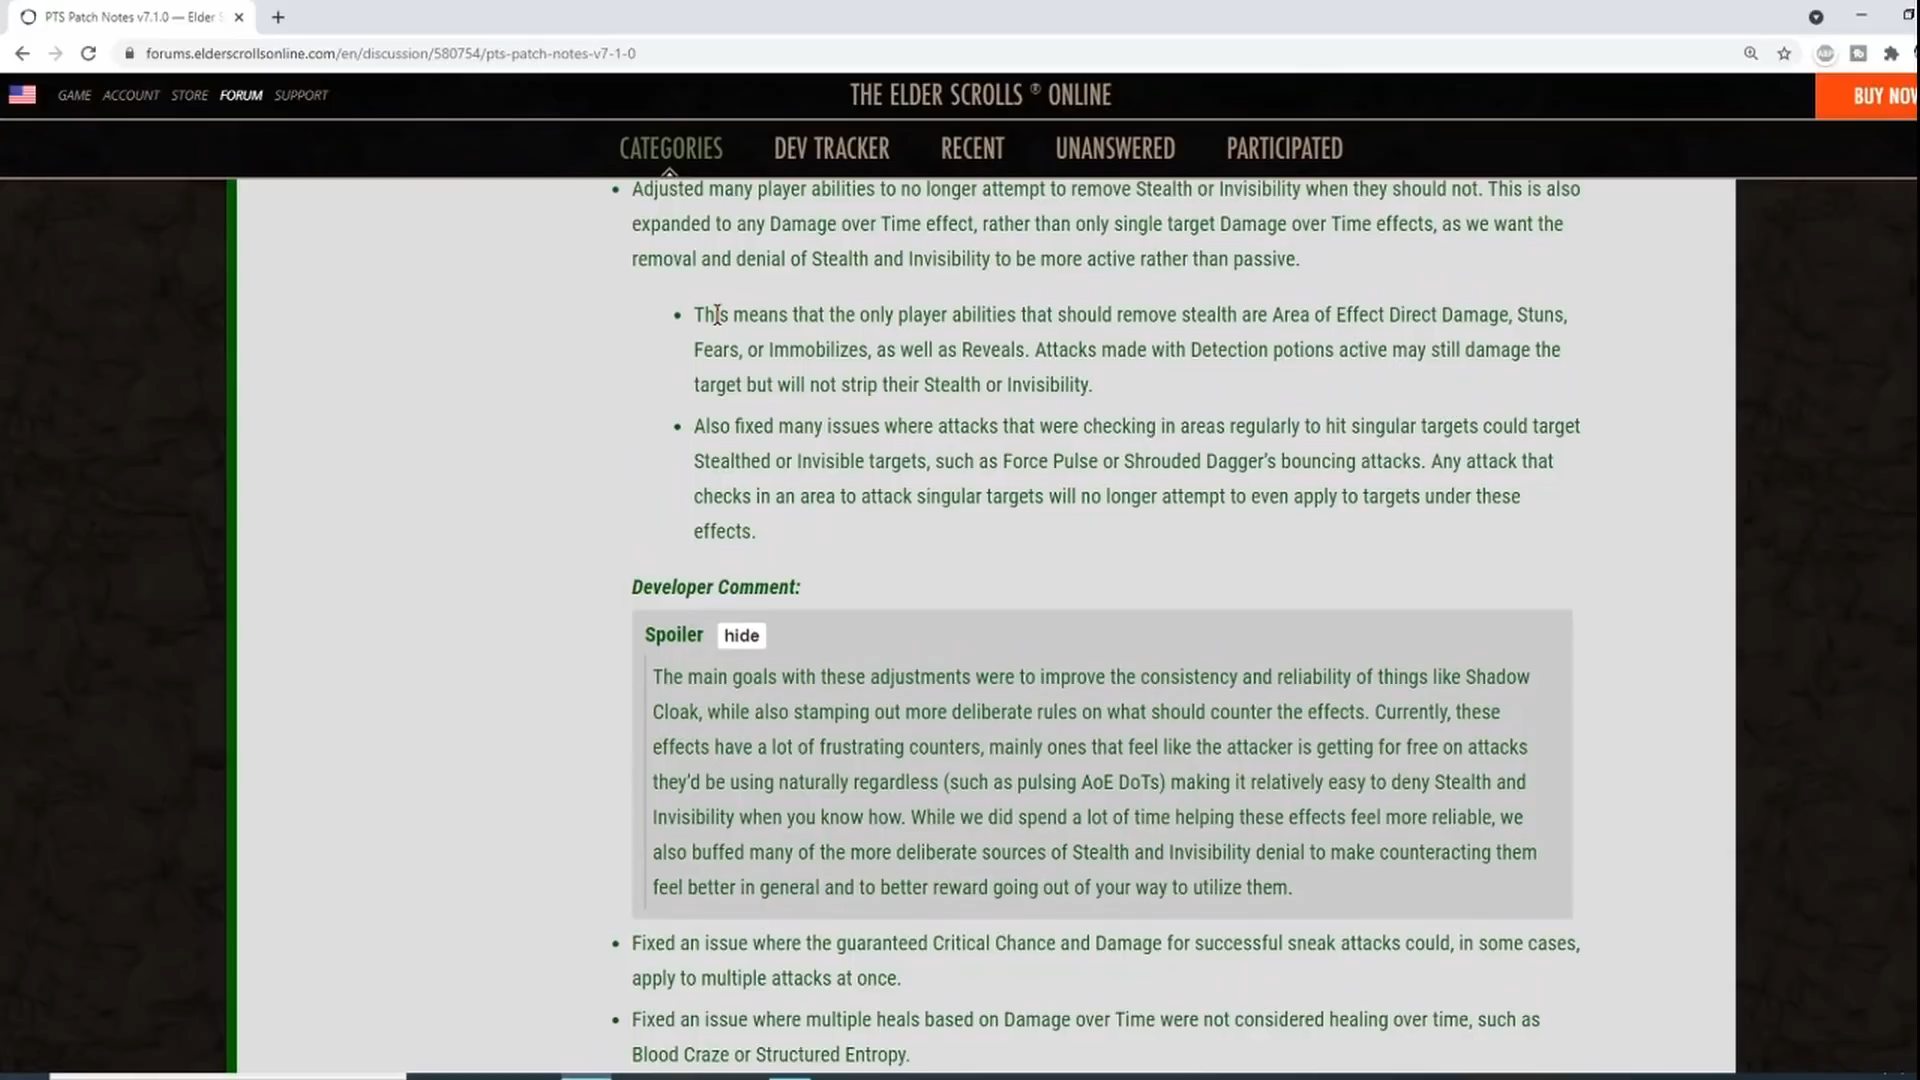 PTS Patch Notes v7.1.0 — Elder S
forums.elderscrollsonline.com/en/discussion/580754/pts-patch-notes-v7-1-0
ABP
GAME ACCOUNT STORE FORUM SUPPORT
THE ELDER SCROLLS ® ONLINE
BUY NOW
CATEGORIES DEV TRACKER RECENT UNANSWERED PARTICIPATED
• Adjusted many player abilities to no longer attempt to remove Stealth or Invisibility when they should not. This is also
expanded to any Damage over Time effect, rather than only single target Damage over Time effects, as we want the
removal and denial of Stealth and Invisibility to be more active rather than passive.
• This means that the only player abilities that should remove stealth are Area of Effect Direct Damage, Stuns,
Fears, or Immobilizes, as well as Reveals. Attacks made with Detection potions active may still damage the
target but will not strip their Stealth or Invisibility.
• Also fixed many issues where attacks that were checking in areas regularly to hit singular targets could target
Stealthed or Invisible targets, such as Force Pulse or Shrouded Dagger's bouncing attacks. Any attack that
checks in an area to attack singular targets will no longer attempt to even apply to targets under these
effects.
Developer Comment:
Spoiler hide
The main goals with these adjustments were to improve the consistency and reliability of things like Shadow
Cloak, while also stamping out more deliberate rules on what should counter the effects. Currently, these
effects have a lot of frustrating counters, mainly ones that feel like the attacker is getting for free on attacks
they'd be using naturally regardless (such as pulsing AoE DoTs) making it relatively easy to deny Stealth and
Invisibility when you know how. While we did spend a lot of time helping these effects feel more reliable, we
also buffed many of the more deliberate sources of Stealth and Invisibility denial to make counteracting them
feel better in general and to better reward going out of your way to utilize them.
• Fixed an issue where the guaranteed Critical Chance and Damage for successful sneak attacks could, in some cases,
apply to multiple attacks at once.
• Fixed an issue where multiple heals based on Damage over Time were not considered healing over time, such as
Blood Craze or Structured Entropy.